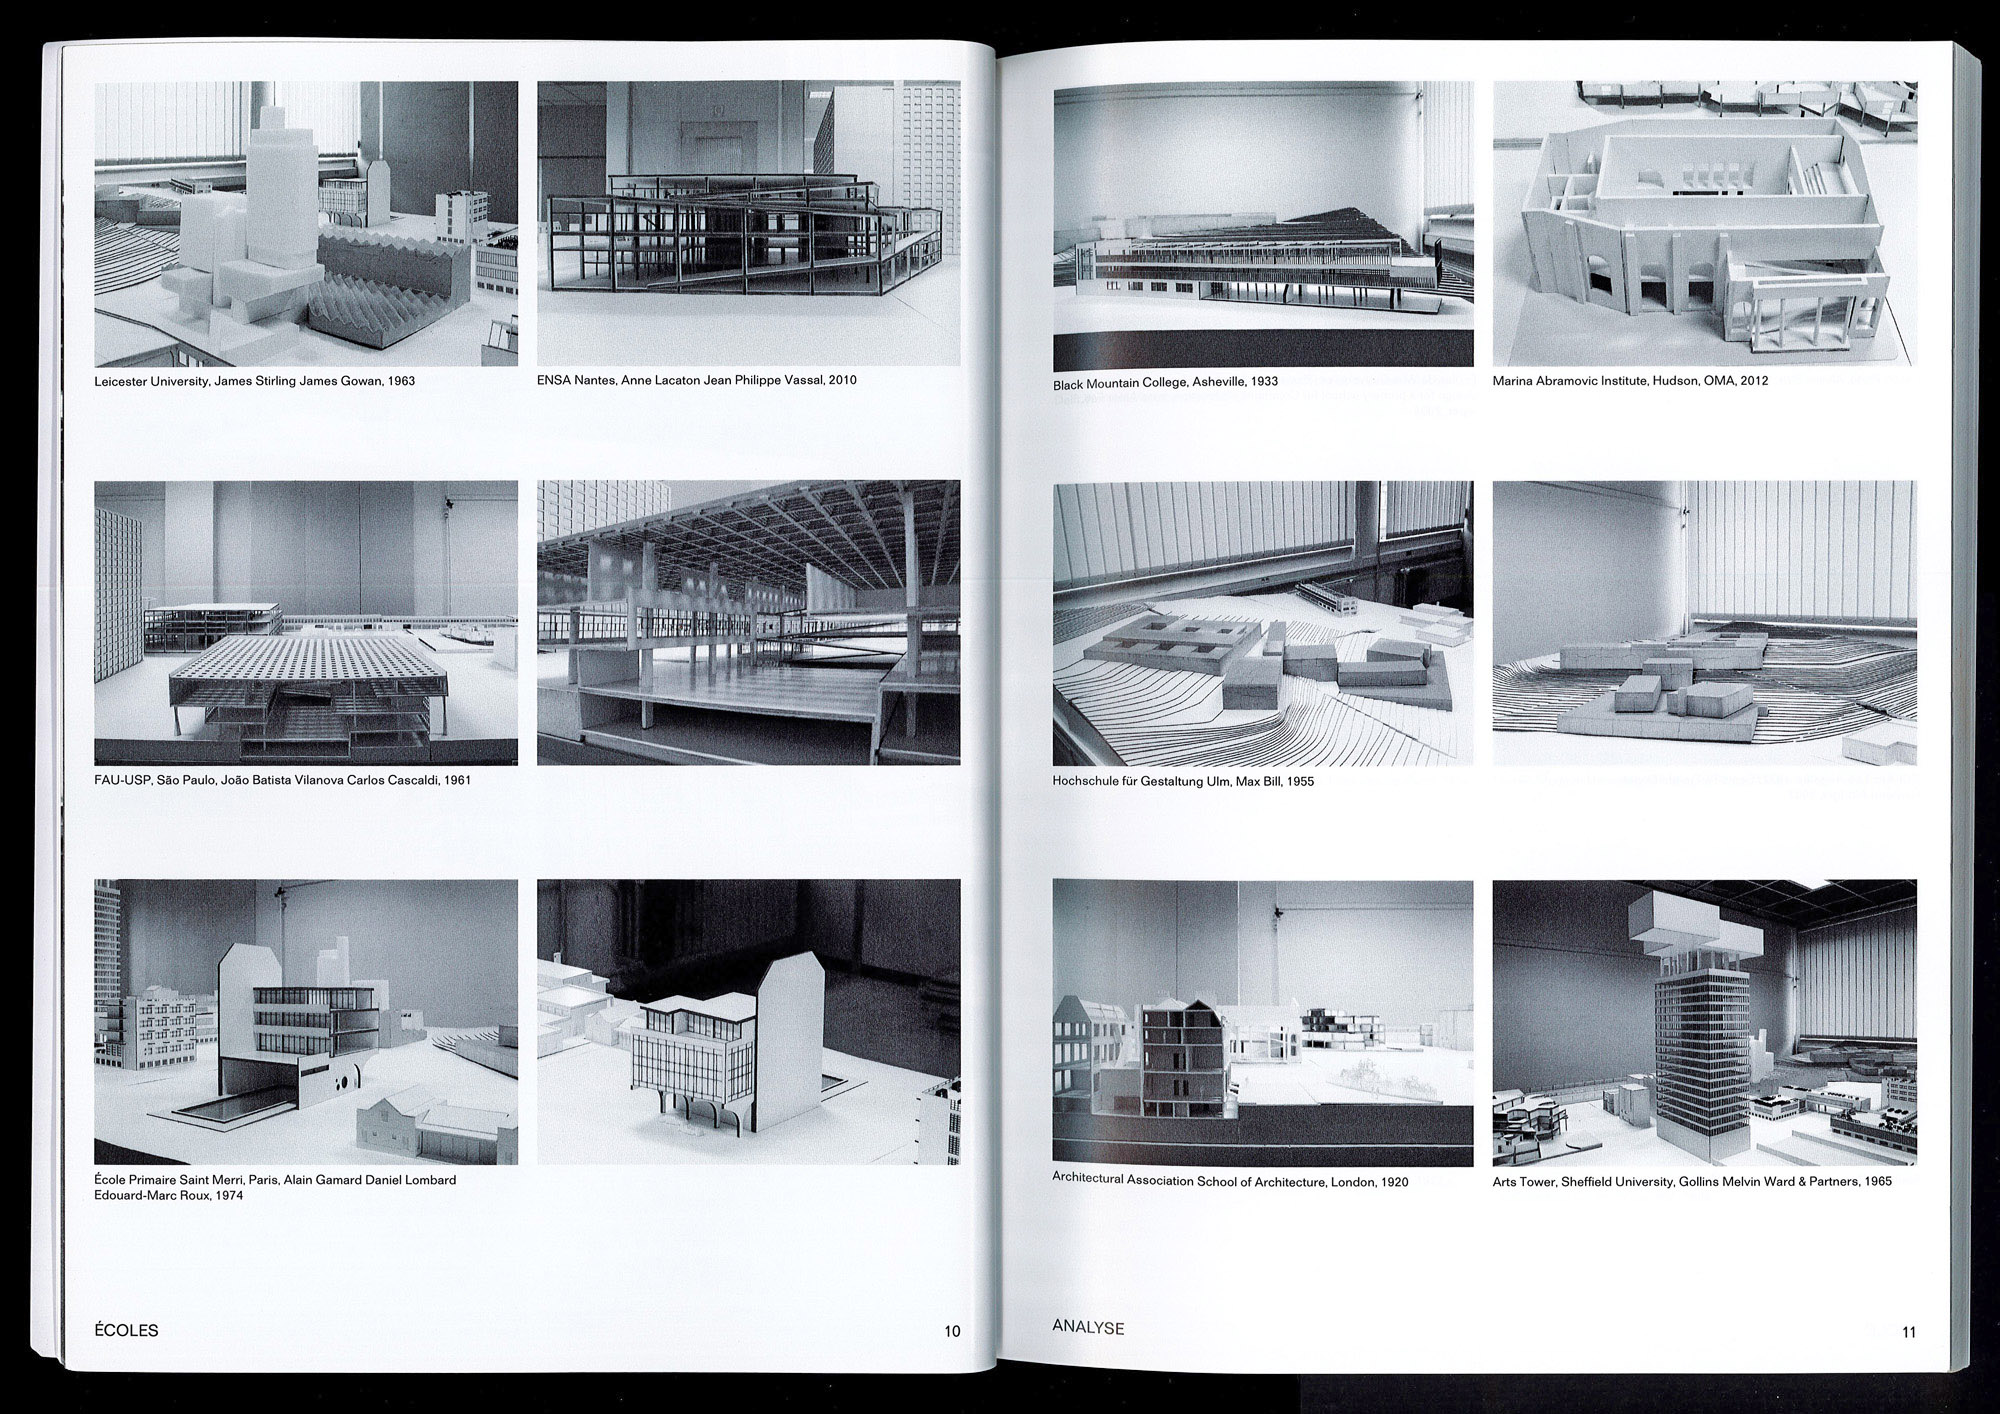 Leicester University, James Stirling James Gowan, 1963
ENSA Nantes, Anne Lacaton Jean Philippe Vassal, 2010
FAU-USP, São Paulo, João Batista Vilanova Carlos Cascaldi, 1961
École Primaire Saint Merri, Paris, Alain Gamard Daniel Lombard
Edouard-Marc Roux, 1974
ÉCOLES
10
Black Mountain College, Asheville, 1933
Marina Abramovic Institute, Hudson, OMA, 2012
Hochschule für Gestaltung Ulm, Max Bill, 1955
Architectural Association School of Architecture, London, 1920
Arts Tower, Sheffield University, Gollins Melvin Ward & Partners, 1965
ANALYSE
11